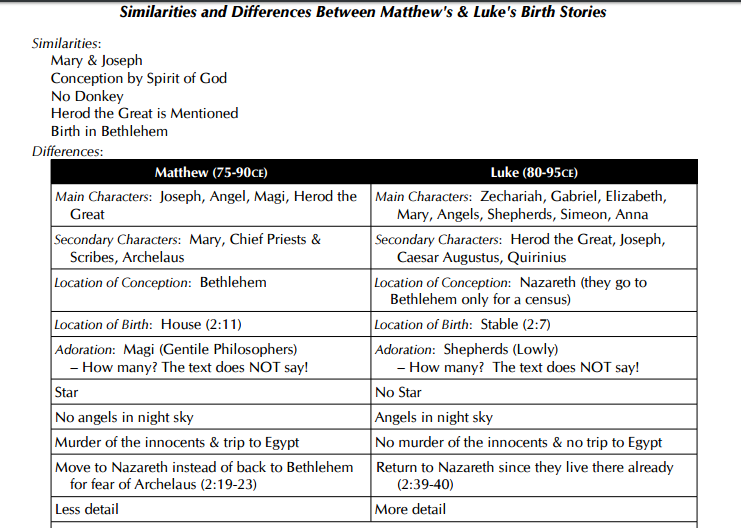 Similarities and Differences Between Matthew's & Luke's Birth Stories
Similarities:
Mary & Joseph
Conception by Spirit of God
No Donkey
Herod the Great is Mentioned
Birth in Bethlehem
Differences:
Matthew (75-90CE)
Luke (80-95CE)
Main Characters: Joseph, Angel, Magi, Herod the
Great
Main Characters: Zechariah, Gabriel, Elizabeth,
Mary, Angels, Shepherds, Simeon, Anna
Secondary Characters: Mary, Chief Priests &
Scribes, Archelaus
Secondary Characters: Herod the Great, Joseph,
Caesar Augustus, Quirinius
Location of Conception: Bethlehem
Location of Conception: Nazareth (they go to
Bethlehem only for a census)
Location of Birth: House (2:11)
Location of Birth: Stable (2:7)
Adoration: Magi (Gentile Philosophers)
– How many? The text does NOT say!
Adoration: Shepherds (Lowly)
– How many? The text does NOT say!
Star
No Star
No angels in night sky
Angels in night sky
Murder of the innocents & trip to Egypt
No murder of the innocents & no trip to Egypt
Move to Nazareth instead of back to Bethlehem
for fear of Archelaus (2:19-23)
Return to Nazareth since they live there already
(2:39-40)
Less detail
More detail